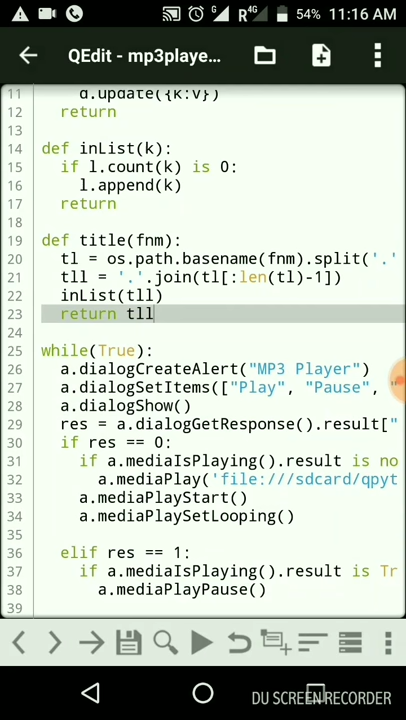 G R4G 54% 11:16 AM
QEdit - mp3playe...
11 d.update({k:v})
12 return
13
14 def inList(k):
15 if l.count(k) is 0:
16 l.append(k)
17 return
18
19 def title(fnm):
20 tl = os.path.basename(fnm).split('.'
21 tll = '.'.join(tl[:len(tl)-1])
22 inList(tll)
23 return tll
24
25 while(True):
26 a.dialogCreateAlert("MP3 Player")
27 a.dialogSetItems(["Play", "Pause",
28 a.dialogShow()
29 res = a.dialogGetResponse().result["
30 if res == 0:
31 if a.mediaIsPlaying().result is no
32 a.mediaPlay('file:///sdcard/qpyt
33 a.mediaPlayStart()
34 a.mediaPlaySetLooping()
35
36 elif res == 1:
37 if a.mediaIsPlaying().result is Tr
38 a.mediaPlayPause()
39
DU SCREEN RECORDER